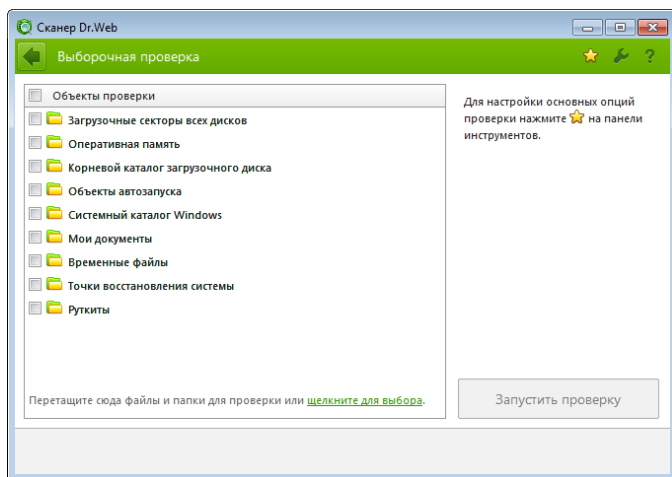 Сканер Dr.Web
Выборочная проверка
?
Объекты проверки
Загрузочные секторы всех дисков
Оперативная память
Корневой каталог загрузочного диска
Объекты автозапуска
Системный каталог Windows
Мои документы
Временные файлы
Точки восстановления системы
Руткиты
Перетащите сюда файлы и папки для проверки или щелкните для выбора.
Для настройки основных опций
проверки нажмите на панели
инструментов.
Запустить проверку